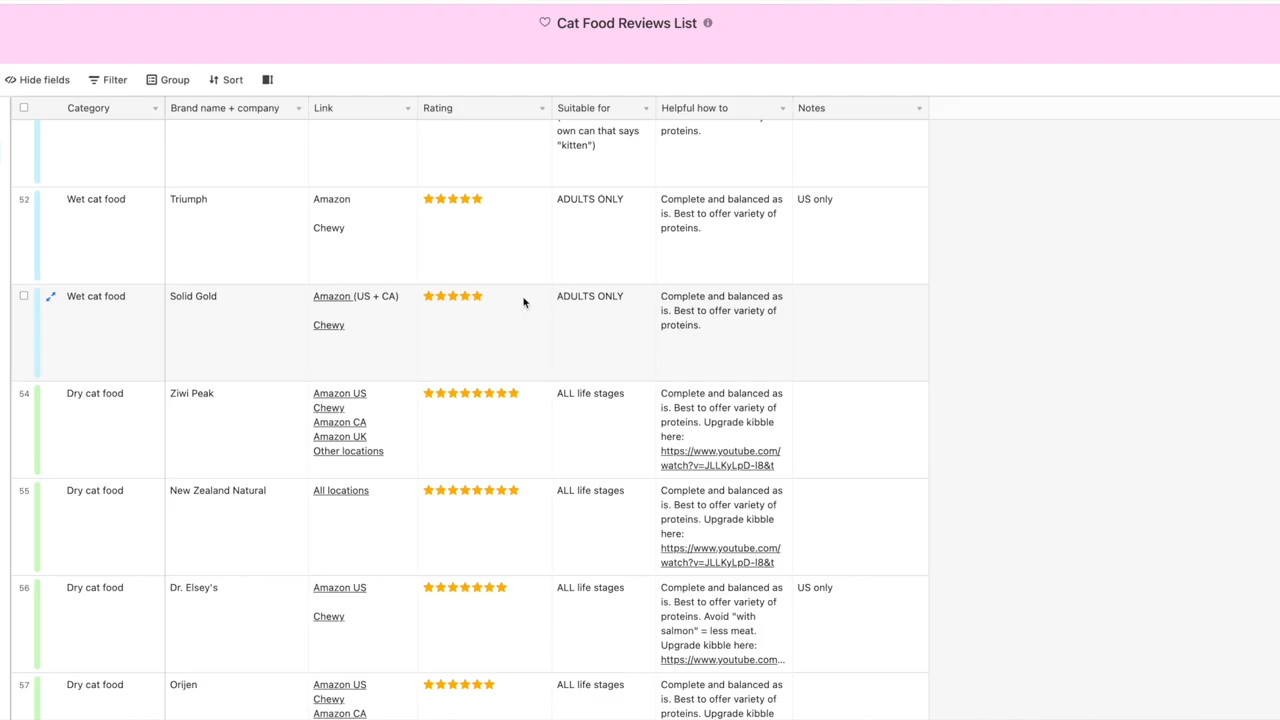 Cat Food Reviews List
Hide fields Filter Group Sort
Category Brand name + company Link Rating Suitable for Helpful how to Notes
own can that says
"kitten")
proteins.
52 Wet cat food Triumph Amazon ADULTS ONLY Complete and balanced as US only
is. Best to offer variety of
Chewy proteins.
Wet cat food Solid Gold Amazon (US + CA) ADULTS ONLY Complete and balanced as
is. Best to offer variety of
Chewy proteins.
54 Dry cat food Ziwi Peak Amazon US ALL life stages Complete and balanced as
Chewy is. Best to offer variety of
Amazon CA proteins. Upgrade kibble
Amazon UK here:
Other locations https://www.youtube.com/
watch?v=JLLKyLpD-I8&t
55 Dry cat food New Zealand Natural All locations ALL life stages Complete and balanced as
is. Best to offer variety of
proteins. Upgrade kibble
here:
https://www.youtube.com/
watch?v=JLLKyLpD-I8&t
56 Dry cat food Dr. Elsey's Amazon US ALL life stages Complete and balanced as US only
is. Best to offer variety of
Chewy proteins. Avoid "with
salmon" = less meat.
Upgrade kibble here:
https://www.youtube.com...
57 Dry cat food Orijen Amazon US ALL life stages Complete and balanced as
Chewy is. Best to offer variety of
Amazon CA proteins. Upgrade kibble